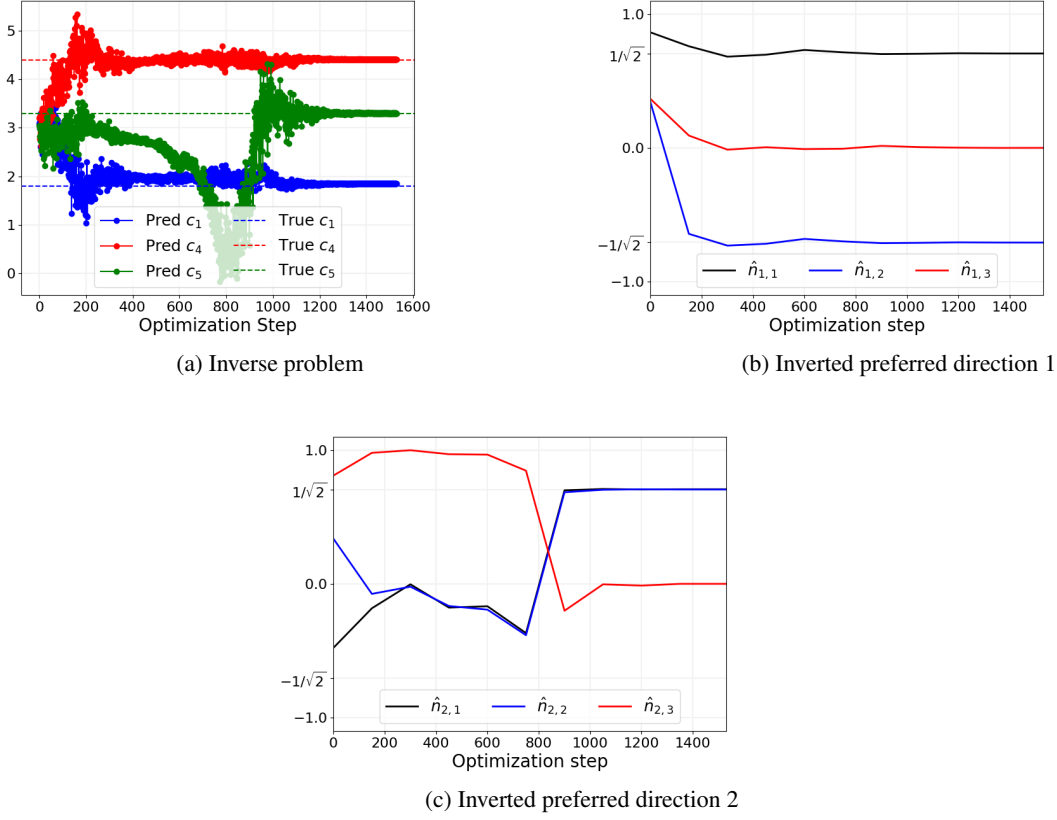 5
4
3
2
1
0
Pred c₁
Pred c₄
Pred c₅
True c₁
True c₄
True c₅
0 200 400 600 800 1000 1200 1400 1600
Optimization Step
(a) Inverse problem
1.0
1/√2
0.0
−1/√2
−1.0
n̂₁,₁ n̂₁,₂ n̂₁,₃
0 200 400 600 800 1000 1200 1400
Optimization step
(b) Inverted preferred direction 1
1.0
1/√2
0.0
−1/√2
−1.0
n̂₂,₁ n̂₂,₂ n̂₂,₃
0 200 400 600 800 1000 1200 1400
Optimization step
(c) Inverted preferred direction 2